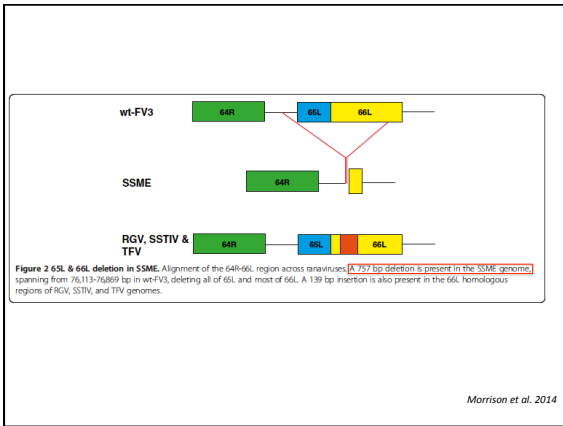 wt-FV3
64R
65L
66L
SSME
64R
RGV, SSTIV &
TFV
64R
65L
66L
Figure 2 65L & 66L deletion in SSME. Alignment of the 64R-66L region across ranaviruses. A 757 bp deletion is present in the SSME genome,
spanning from 76,113-76,869 bp in wt-FV3, deleting all of 65L and most of 66L. A 139 bp insertion is also present in the 66L homologous
regions of RGV, SSTIV, and TFV genomes.
Morrison et al. 2014